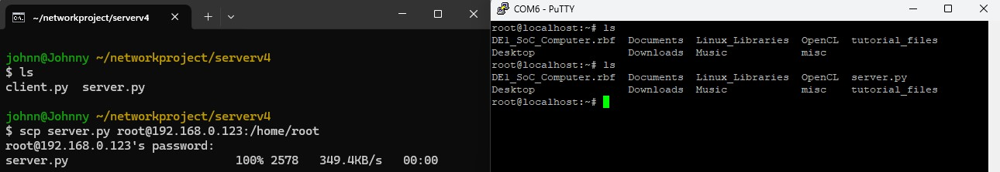 ~/networkproject/serverv4
johnn@Johnny ~/networkproject/serverv4
$ ls
client.py  server.py
johnn@Johnny ~/networkproject/serverv4
$ scp server.py root@192.168.0.123:/home/root
root@192.168.0.123's password:
server.py                          100% 2578   349.4KB/s   00:00
COM6 - PuTTY
root@localhost:~# ls
DE1_SoC_Computer.rbf  Documents  Linux_Libraries  OpenCL  tutorial_files
Desktop               Downloads  Music            misc
root@localhost:~# ls
DE1_SoC_Computer.rbf  Documents  Linux_Libraries  OpenCL  server.py
Desktop               Downloads  Music            misc    tutorial_files
root@localhost:~#